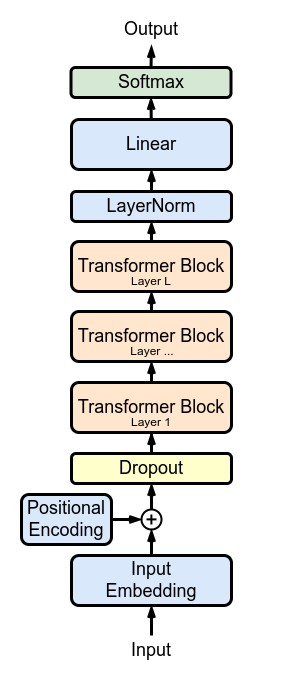 Output
Softmax
Linear
LayerNorm
Transformer Block
Layer L
Transformer Block
Layer ...
Transformer Block
Layer 1
Dropout
Positional
Encoding
+
Input
Embedding
Input